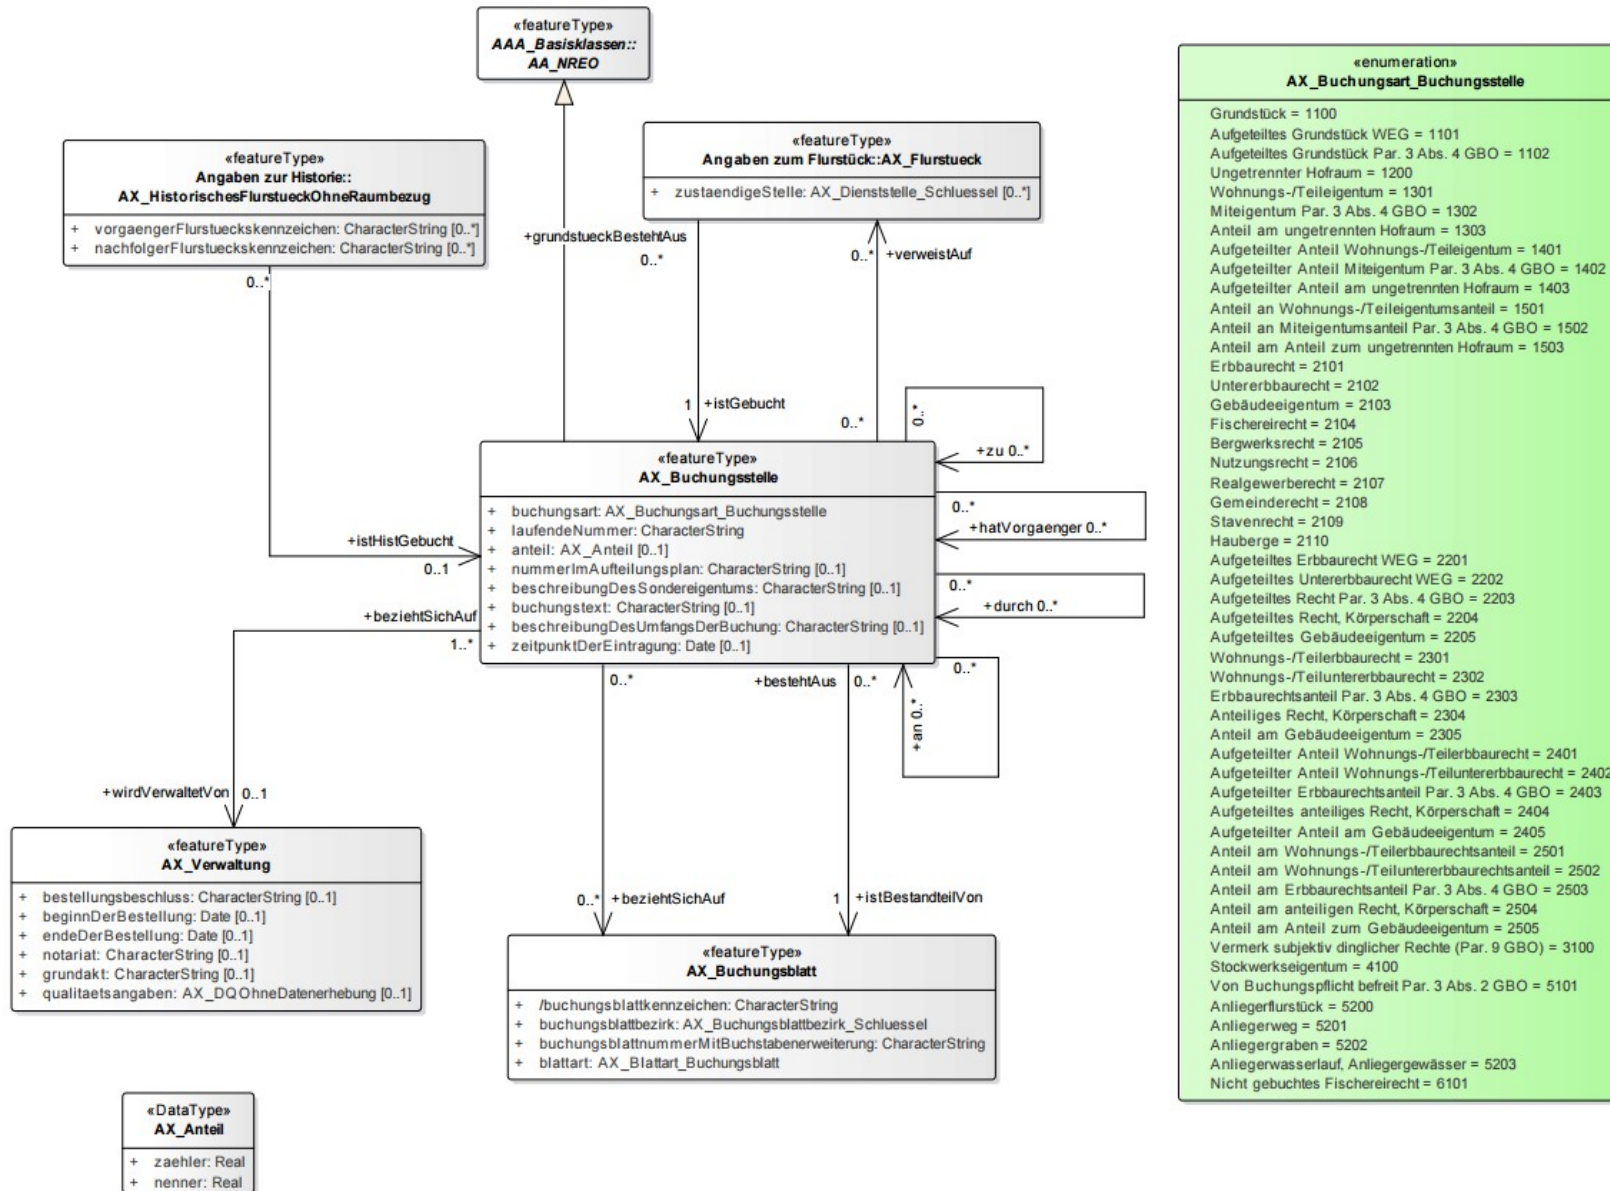 «featureType»
AAA_Basisklassen::
AA_NREO
«featureType»
Angaben zur Historie::
AX_HistorischesFlurstueckOhneRaumbezug
+ vorgaengerFlurstueckskennzeichen: CharacterString [0..*]
+ nachfolgerFlurstueckskennzeichen: CharacterString [0..*]
«featureType»
Angaben zum Flurstück::AX_Flurstueck
+ zustaendigeStelle: AX_Dienststelle_Schluessel [0..*]
+grundstueckBestehtAus
0..*
0..* +verweistAuf
0..*
1 +istGebucht
0..*
0..*
+zu 0..*
«featureType»
AX_Buchungsstelle
+ buchungsart: AX_Buchungsart_Buchungsstelle
+ laufendeNummer: CharacterString
+ anteil: AX_Anteil [0..1]
+ nummerImAufteilungsplan: CharacterString [0..1]
+ beschreibungDesSondereigentums: CharacterString [0..1]
+ buchungstext: CharacterString [0..1]
+ beschreibungDesUmfangsDerBuchung: CharacterString [0..1]
+ zeitpunktDerEintragung: Date [0..1]
0..*
+hatVorgaenger 0..*
0..*
+durch 0..*
0..*
+an 0..*
+istHistGebucht
0..1
+beziehtSichAuf
1..*
0..*
+bestehtAus 0..*
+wirdVerwaltetVon 0..1
0..* +beziehtSichAuf
1 +istBestandteilVon
«featureType»
AX_Verwaltung
+ bestellungsbeschluss: CharacterString [0..1]
+ beginnDerBestellung: Date [0..1]
+ endeDerBestellung: Date [0..1]
+ notariat: CharacterString [0..1]
+ grundakt: CharacterString [0..1]
+ qualitaetsangaben: AX_DQOhneDatenerhebung [0..1]
«featureType»
AX_Buchungsblatt
+ /buchungsblattkennzeichen: CharacterString
+ buchungsblattbezirk: AX_Buchungsblattbezirk_Schluessel
+ buchungsblattnummerMitBuchstabenerweiterung: CharacterString
+ blattart: AX_Blattart_Buchungsblatt
«DataType»
AX_Anteil
+ zaehler: Real
+ nenner: Real
«enumeration»
AX_Buchungsart_Buchungsstelle
Grundstück = 1100
Aufgeteiltes Grundstück WEG = 1101
Aufgeteiltes Grundstück Par. 3 Abs. 4 GBO = 1102
Ungetrennter Hofraum = 1200
Wohnungs-/Teileigentum = 1301
Miteigentum Par. 3 Abs. 4 GBO = 1302
Anteil am ungetrennten Hofraum = 1303
Aufgeteilter Anteil Wohnungs-/Teileigentum = 1401
Aufgeteilter Anteil Miteigentum Par. 3 Abs. 4 GBO = 1402
Aufgeteilter Anteil am ungetrennten Hofraum = 1403
Anteil an Wohnungs-/Teileigentumsanteil = 1501
Anteil an Miteigentumsanteil Par. 3 Abs. 4 GBO = 1502
Anteil am Anteil zum ungetrennten Hofraum = 1503
Erbbaurecht = 2101
Untererbbaurecht = 2102
Gebäudeeigentum = 2103
Fischereirecht = 2104
Bergwerksrecht = 2105
Nutzungsrecht = 2106
Realgewerberecht = 2107
Gemeinderecht = 2108
Stavenrecht = 2109
Hauberge = 2110
Aufgeteiltes Erbbaurecht WEG = 2201
Aufgeteiltes Untererbbaurecht WEG = 2202
Aufgeteiltes Recht Par. 3 Abs. 4 GBO = 2203
Aufgeteiltes Recht, Körperschaft = 2204
Aufgeteiltes Gebäudeeigentum = 2205
Wohnungs-/Teilerbbaurecht = 2301
Wohnungs-/Teiluntererbbaurecht = 2302
Erbbaurechtsanteil Par. 3 Abs. 4 GBO = 2303
Anteiliges Recht, Körperschaft = 2304
Anteil am Gebäudeeigentum = 2305
Aufgeteilter Anteil Wohnungs-/Teilerbbaurecht = 2401
Aufgeteilter Anteil Wohnungs-/Teiluntererbbaurecht = 2402
Aufgeteilter Erbbaurechtsanteil Par. 3 Abs. 4 GBO = 2403
Aufgeteiltes anteiliges Recht, Körperschaft = 2404
Aufgeteilter Anteil am Gebäudeeigentum = 2405
Anteil am Wohnungs-/Teilerbbaurechtsanteil = 2501
Anteil am Wohnungs-/Teiluntererbbaurechtsanteil = 2502
Anteil am Erbbaurechtsanteil Par. 3 Abs. 4 GBO = 2503
Anteil am anteiligen Recht, Körperschaft = 2504
Anteil am Anteil zum Gebäudeeigentum = 2505
Vermerk subjektiv dinglicher Rechte (Par. 9 GBO) = 3100
Stockwerkseigentum = 4100
Von Buchungspflicht befreit Par. 3 Abs. 2 GBO = 5101
Anliegerflurstück = 5200
Anliegerweg = 5201
Anliegergraben = 5202
Anliegerwasserlauf, Anliegergewässer = 5203
Nicht gebuchtes Fischereirecht = 6101